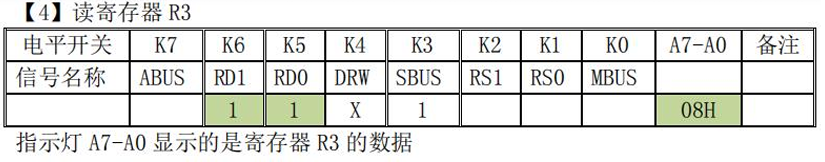 【4】读寄存器 R3
电平开关 K7 K6 K5 K4 K3 K2 K1 K0 A7-A0 备注
信号名称 ABUS RD1 RD0 DRW SBUS RS1 RS0 MBUS
1 1 X 1 08H
指示灯 A7-A0 显示的是寄存器 R3 的数据